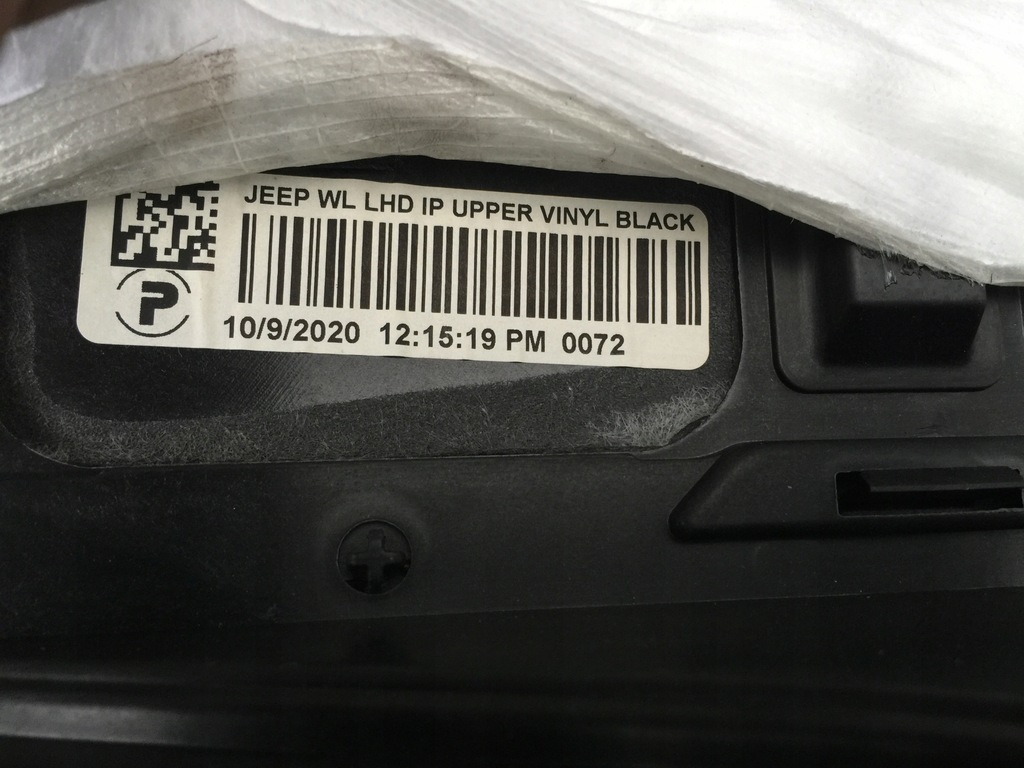 JEEP WL LHD IP UPPER VINYL BLACK
P
10/9/2020 12:15:19 PM 0072